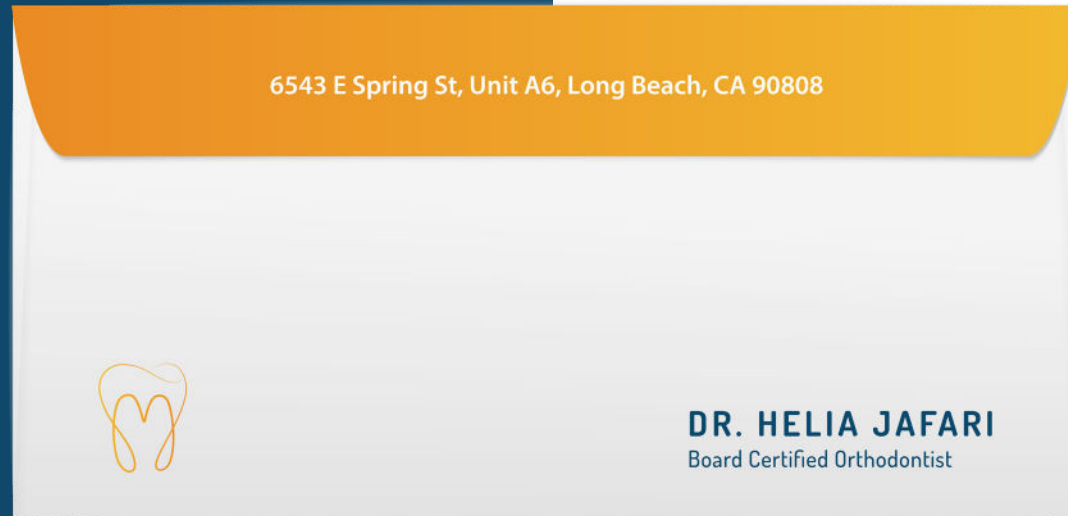 6543 E Spring St, Unit A6, Long Beach, CA 90808
DR. HELIA JAFARI
Board Certified Orthodontist